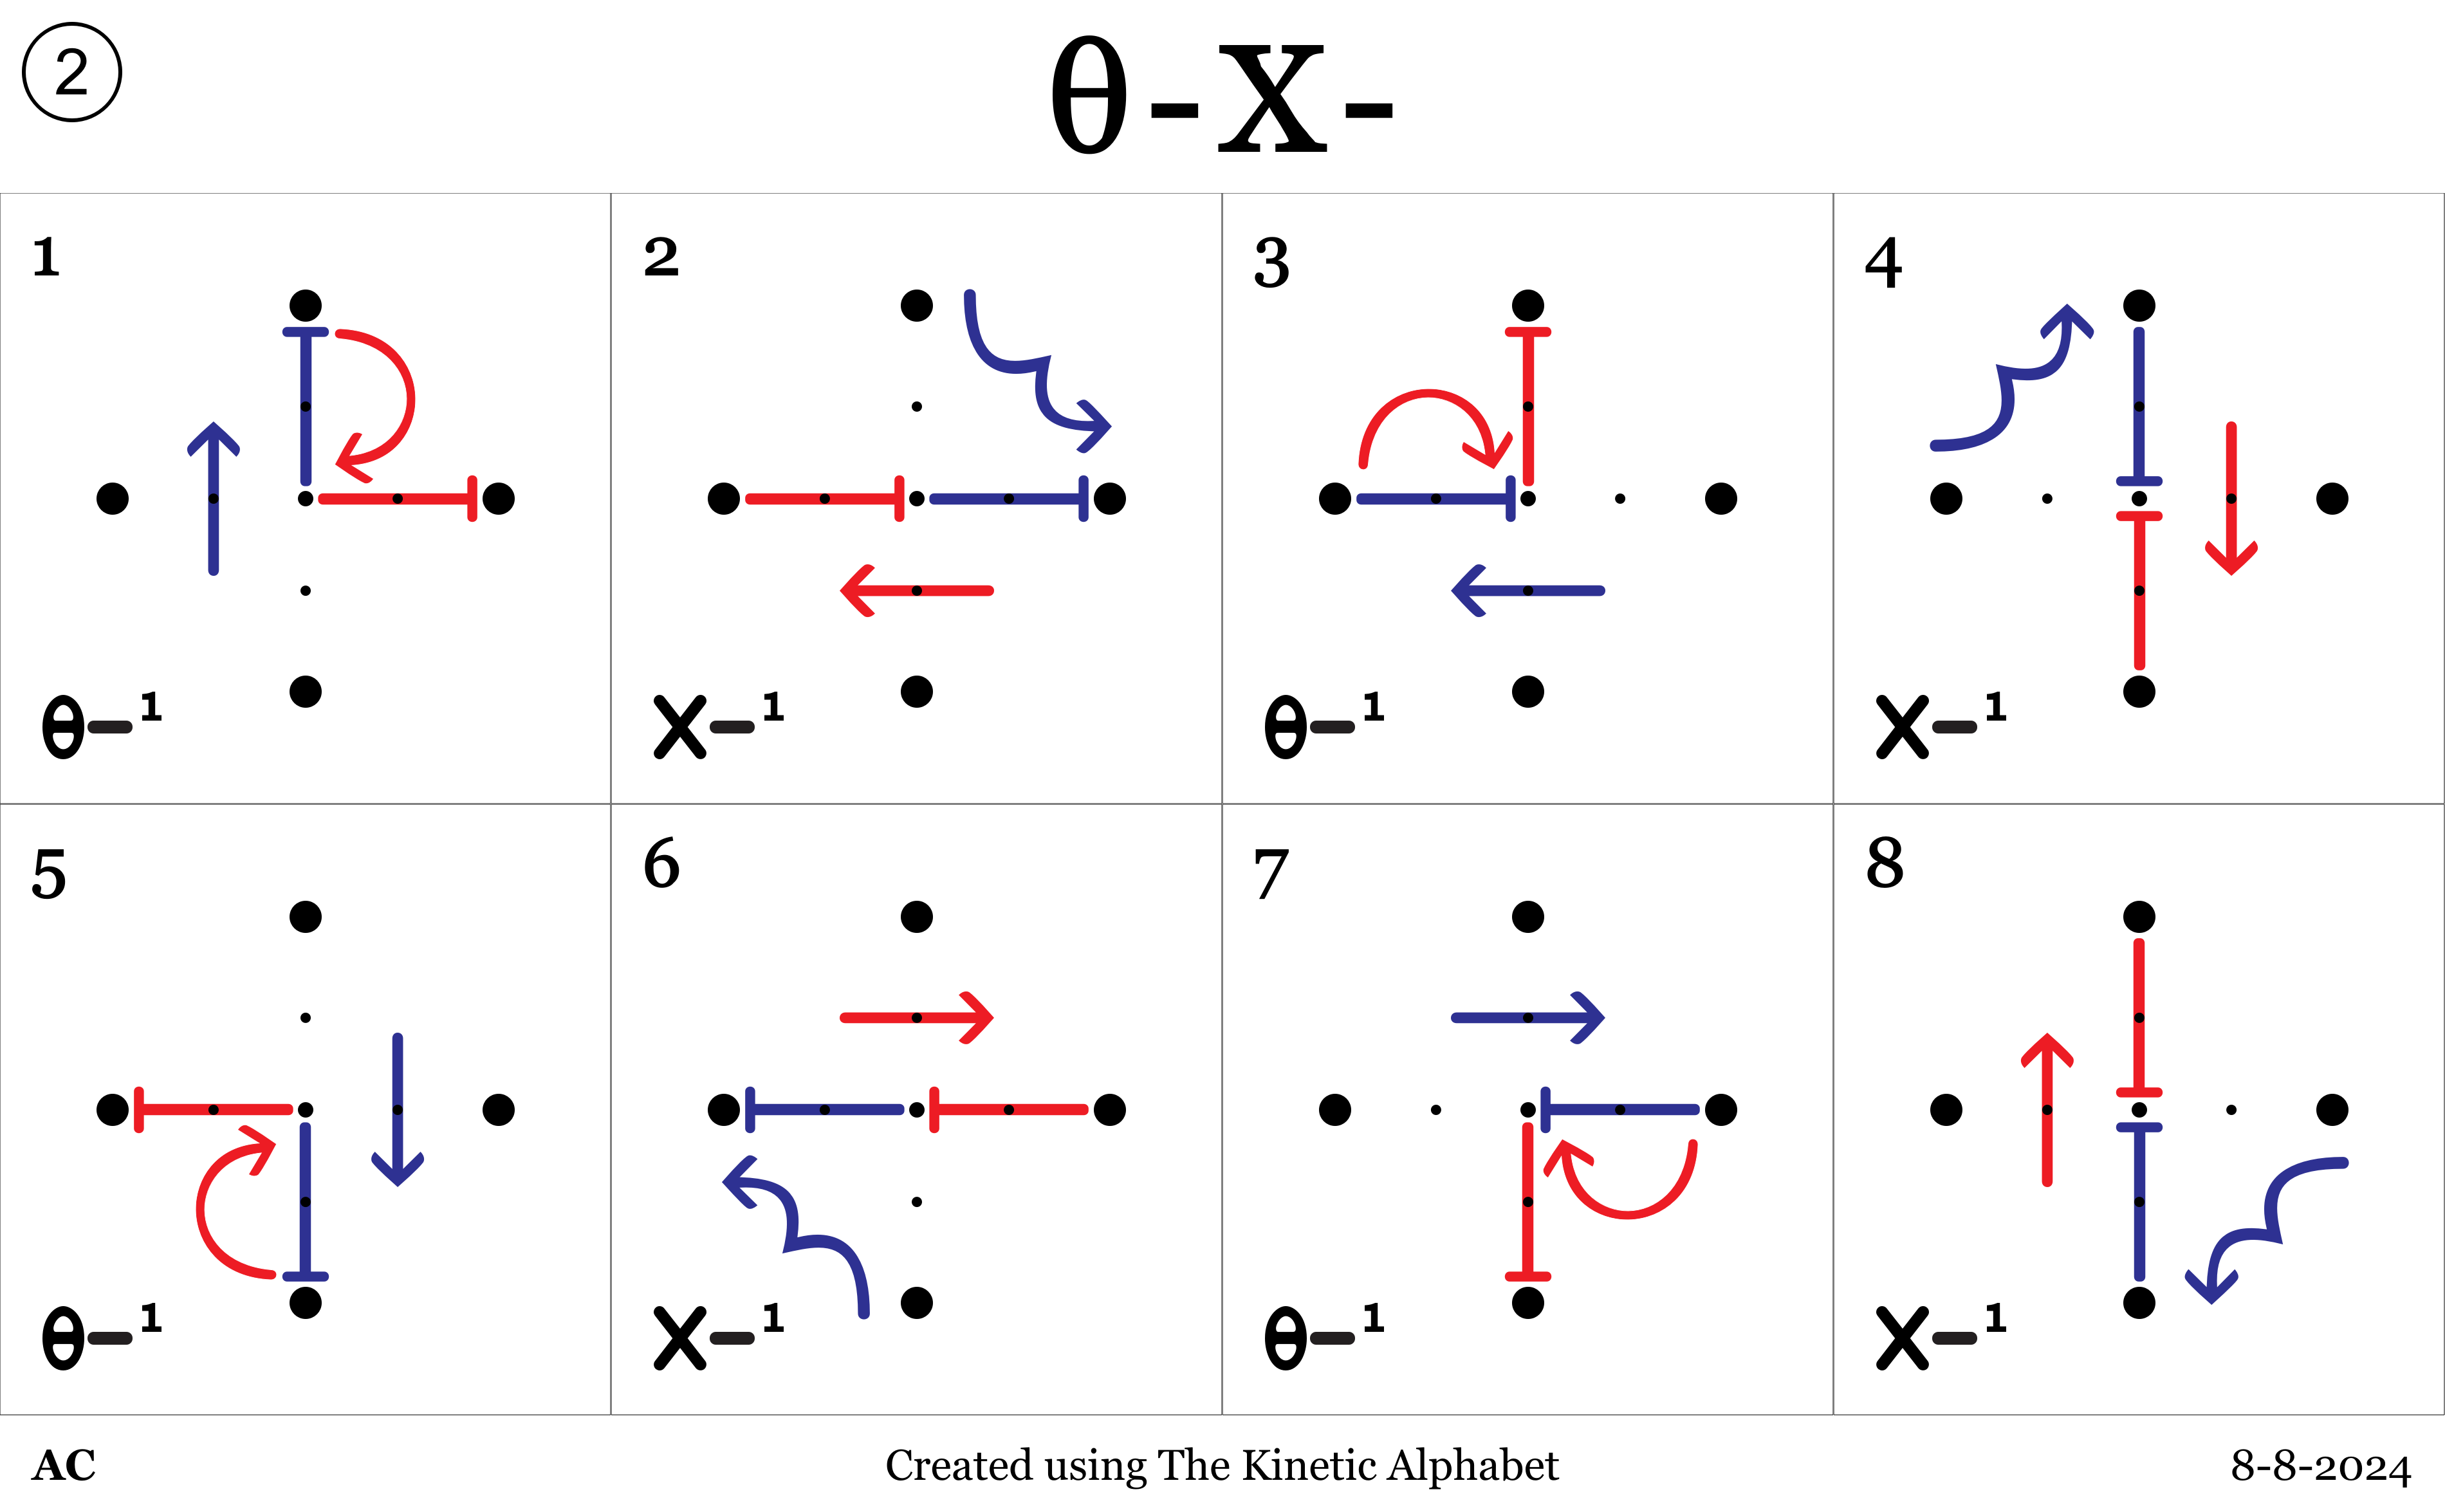 2
θ-X-
1 2 3 4
θ–¹ X–¹ θ–¹ X–¹
5 6 7 8
θ–¹ X–¹ θ–¹ X–¹
AC Created using The Kinetic Alphabet 8-8-2024